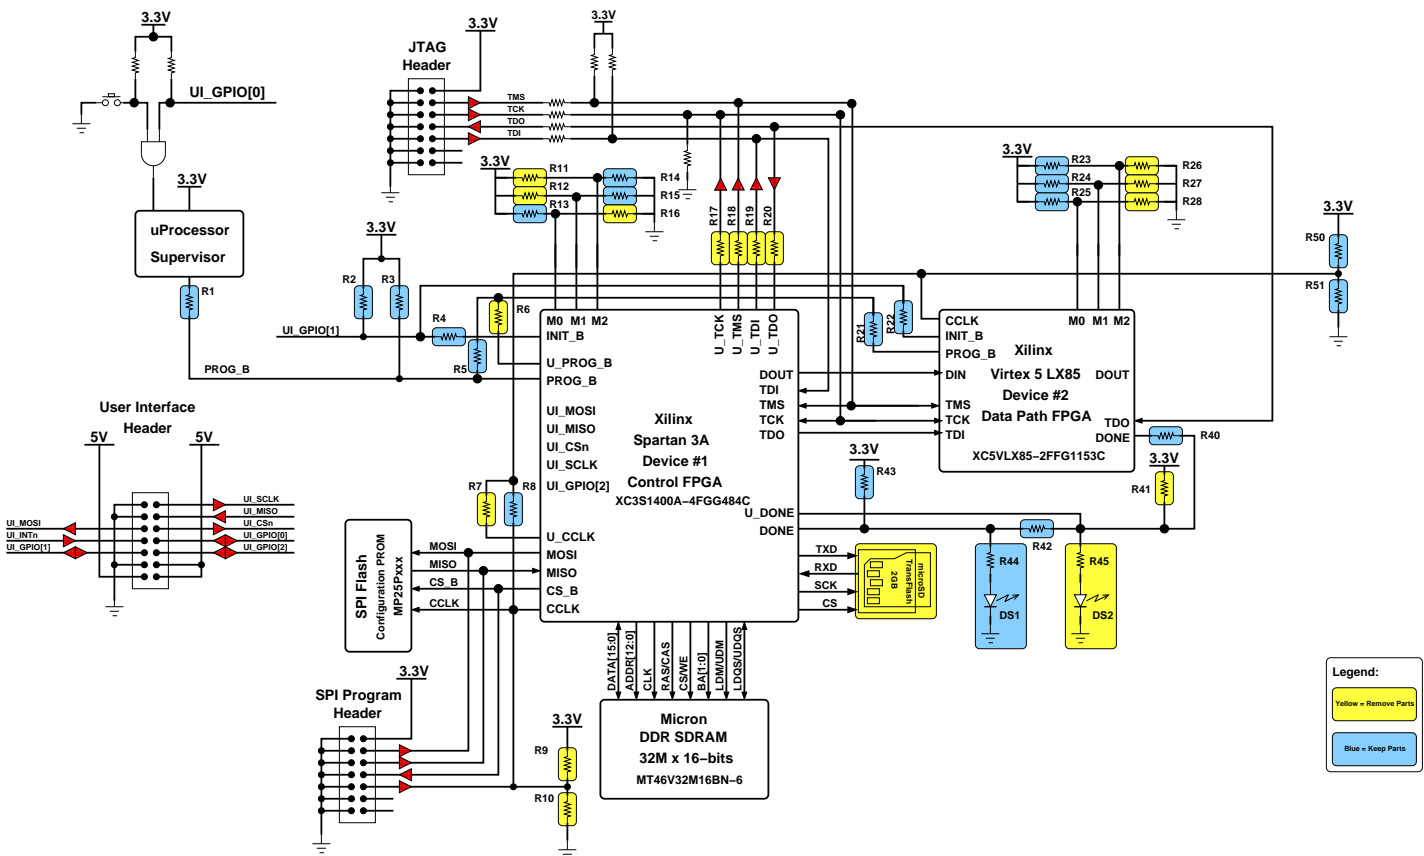 3.3V
3.3V
3.3V
JTAG
Header
UI_GPIO[0]
TMS
TCK
TDO
TDI
3.3V
R11
R12
R13
R14
R15
R16
3.3V
R23
R24
R25
R26
R27
R28
3.3V
uProcessor
Supervisor
R17
R18
R19
R20
3.3V
R50
R51
3.3V
R1
R2
R3
R4
R5
R6
R21
R22
UI_GPIO[1]
PROG_B
M0
M1
M2
INIT_B
U_PROG_B
PROG_B
UI_MOSI
UI_MISO
UI_CSn
UI_SCLK
UI_GPIO[2]
U_CCLK
MOSI
MISO
CS_B
CCLK
U_TCK
U_TMS
U_TDI
U_TDO
DOUT
TDI
TMS
TCK
TDO
U_DONE
DONE
Xilinx
Spartan 3A
Device #1
Control FPGA
XC3S1400A-4FGG484C
CCLK
INIT_B
PROG_B
DIN
TMS
TCK
TDI
M0
M1
M2
DOUT
TDO
DONE
Xilinx
Virtex 5 LX85
Device #2
Data Path FPGA
XC5VLX85-2FFG1153C
R40
3.3V
R41
3.3V
R43
R42
R44
DS1
R45
DS2
User Interface
Header
5V
5V
UI_SCLK
UI_MISO
UI_CSn
UI_GPIO[0]
UI_GPIO[2]
UI_MOSI
UI_INTn
UI_GPIO[1]
R7
R8
SPI Flash
Configuration PROM
MP25Pxxx
MOSI
MISO
CS_B
CCLK
TXD
RXD
SCK
CS
microSD
TransFlash
2GB
DATA[15:0]
ADDR[12:0]
CLK
RAS/CAS
CS/WE
BA[1:0]
LDM/UDM
LDQS/UDQS
Micron
DDR SDRAM
32M x 16-bits
MT46V32M16BN-6
SPI Program
Header
3.3V
3.3V
R9
R10
Legend:
Yellow = Remove Parts
Blue = Keep Parts